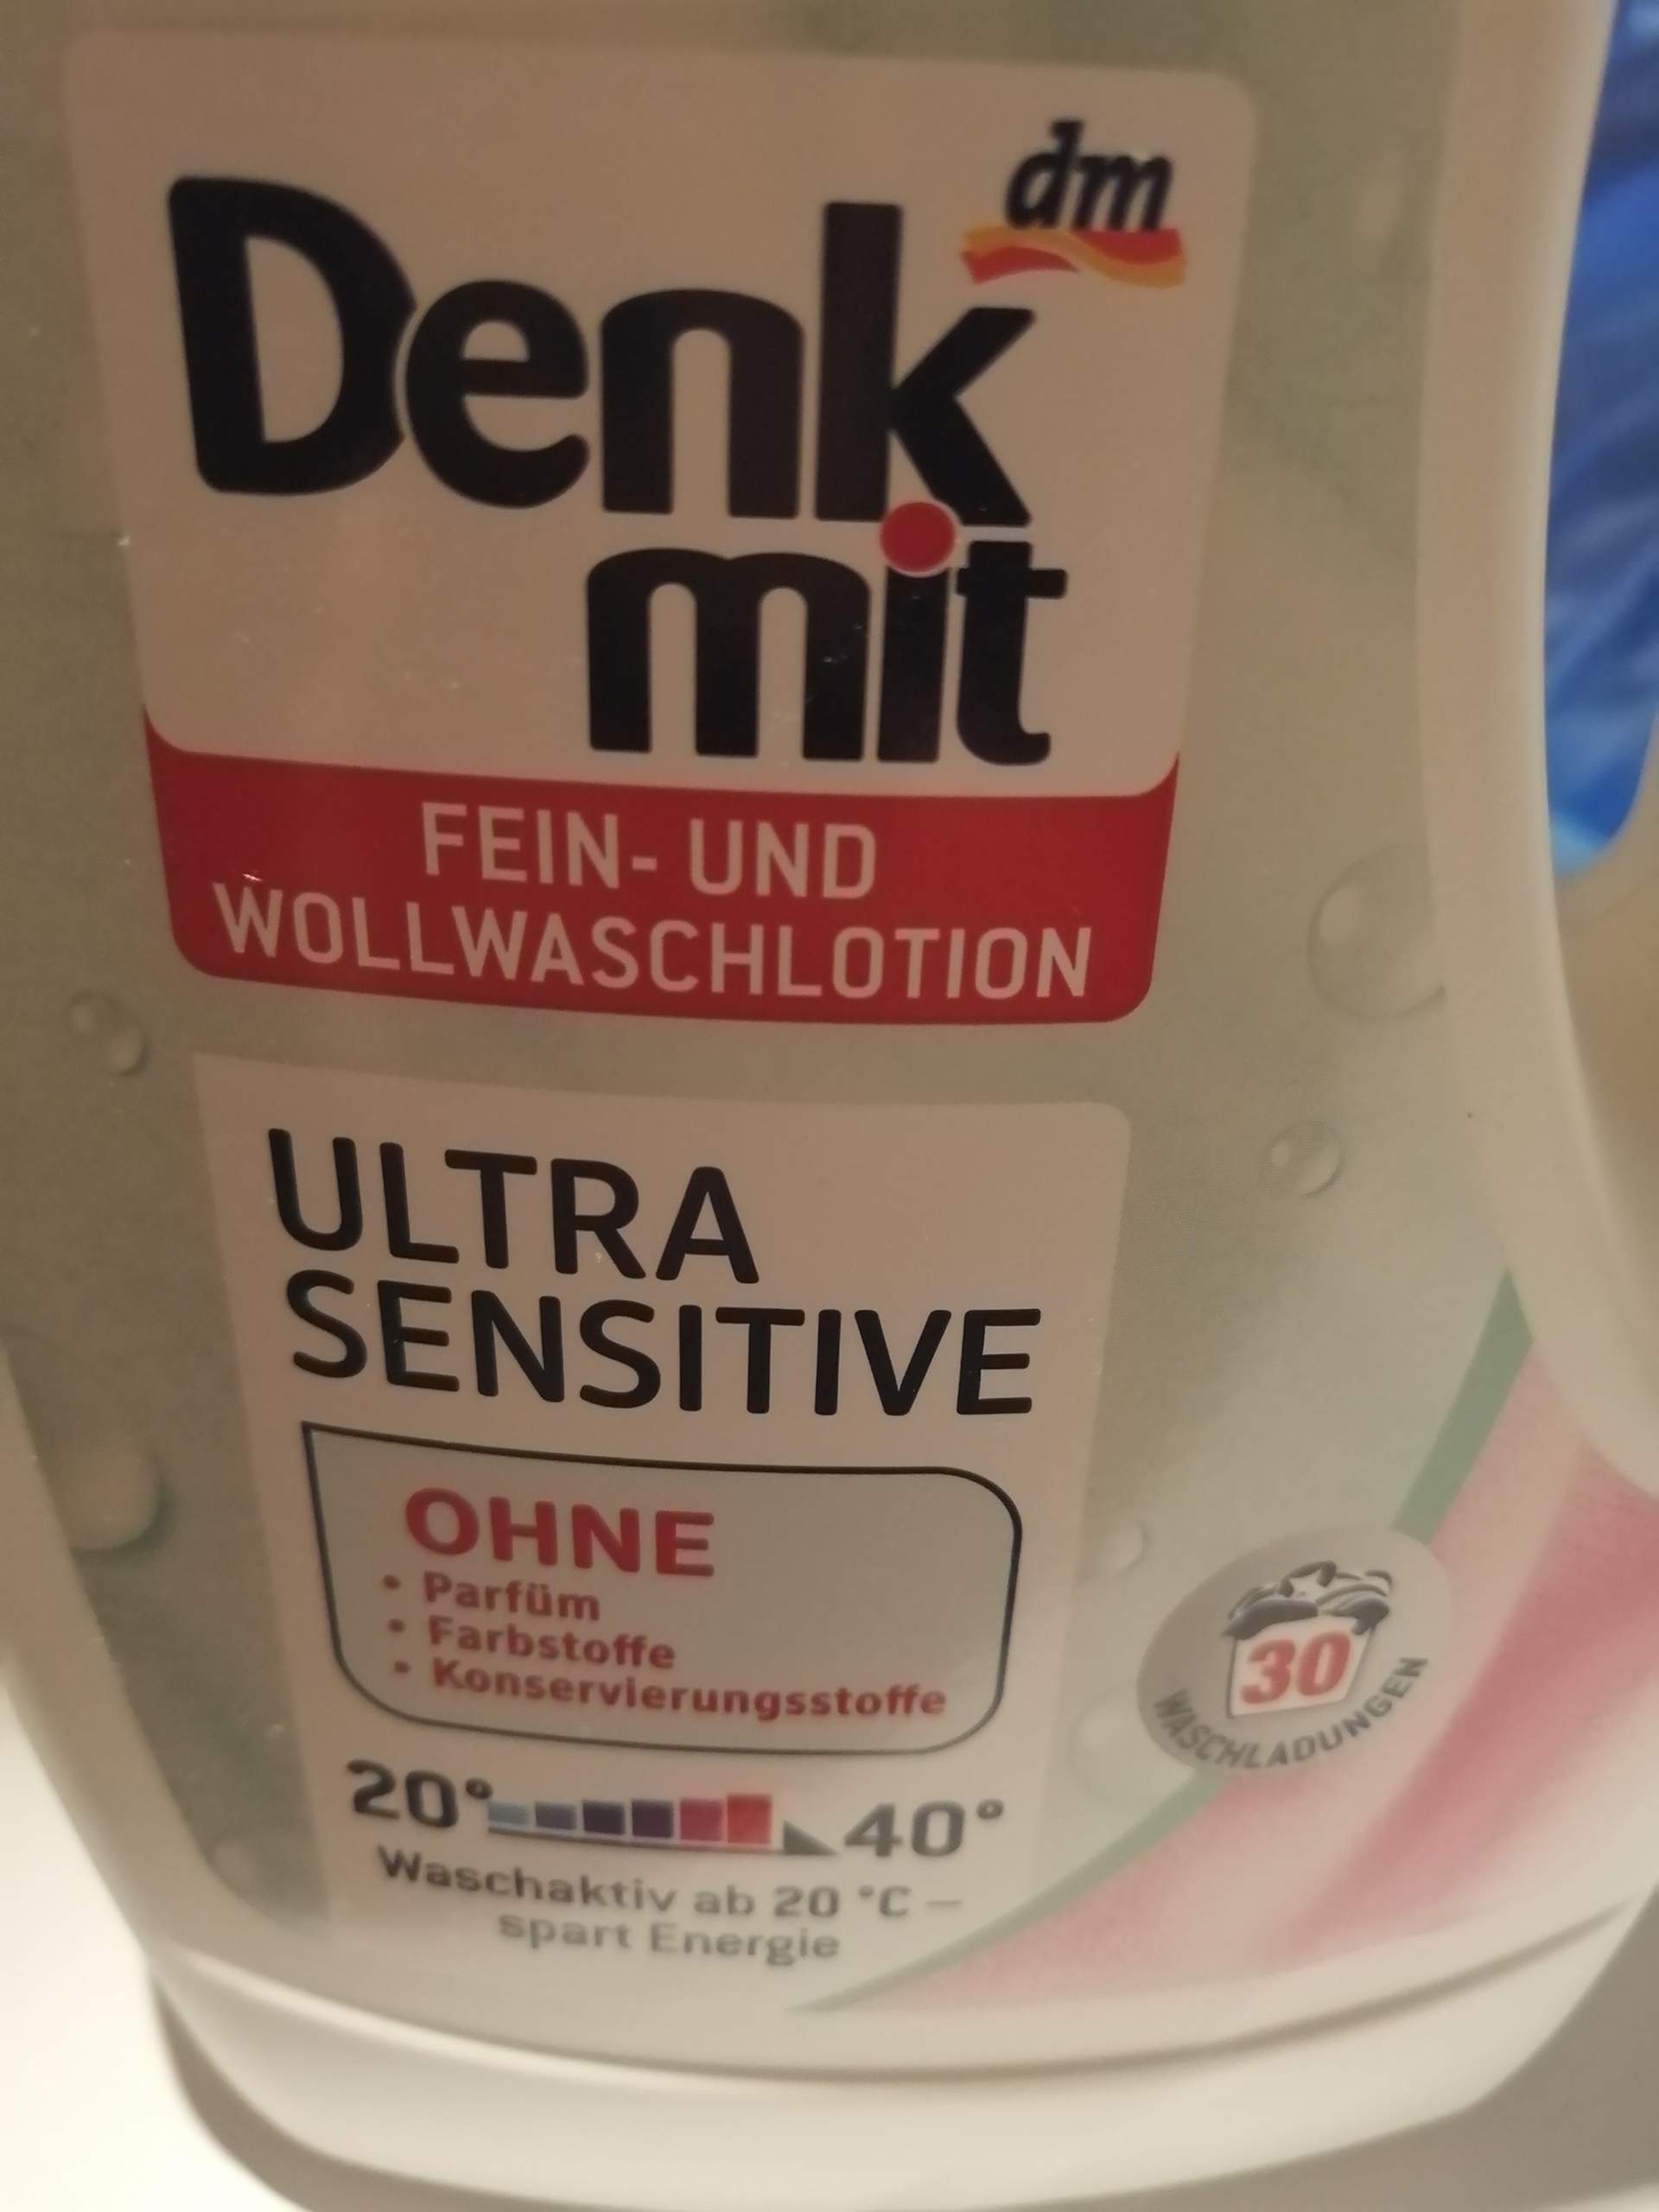 dm
Denk
mit
FEIN- UND
WOLLWASCHLOTION
ULTRA
SENSITIVE
OHNE
• Parfüm
• Farbstoffe
• Konservierungsstoffe
30
WASCHLADUNGEN
20° 40°
Waschaktiv ab 20 °C –
spart Energie